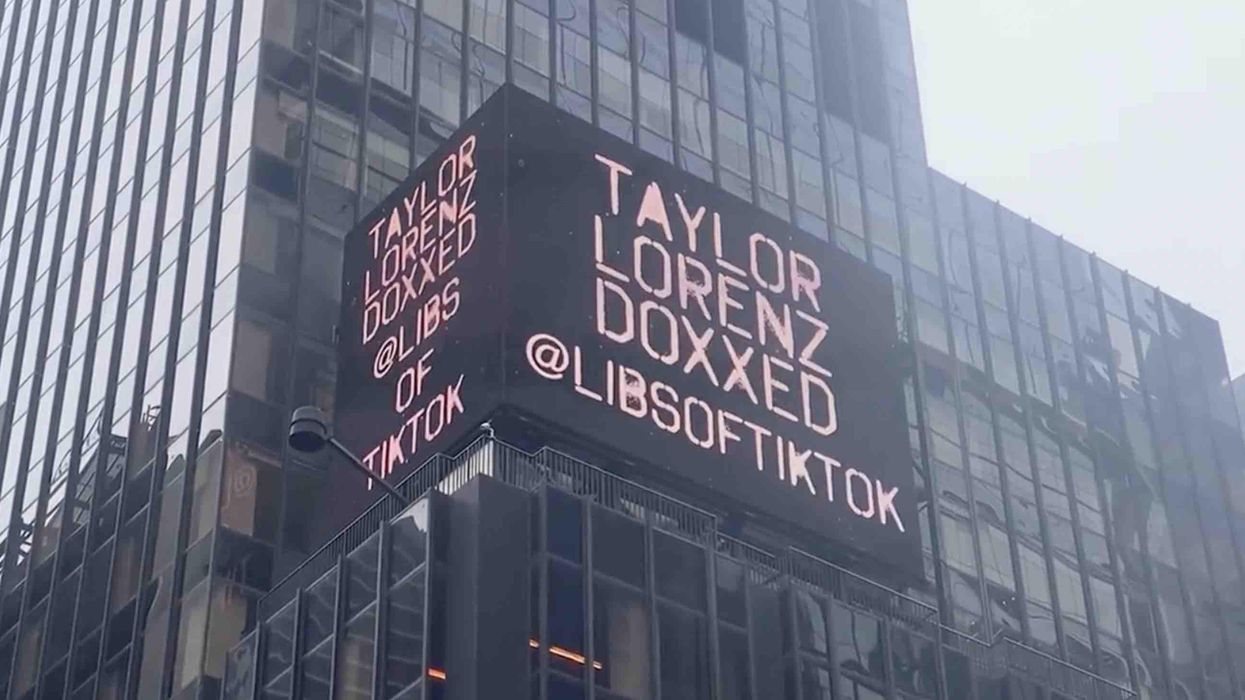 TAYLOR
LORENZ
DOXXED
@LIBS
OF
TIKTOK
TAYLOR
LORENZ
DOXXED
@LIBSOFTIKTOK